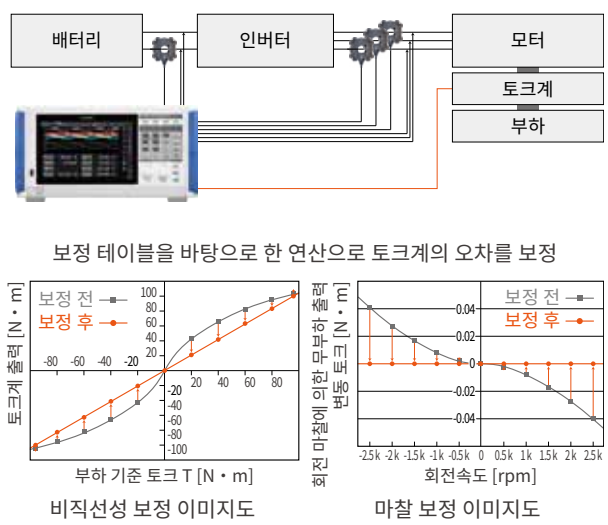 배터리
인버터
모터
토크계
부하
보정 테이블을 바탕으로 한 연산으로 토크계의 오차를 보정
토크계 출력 [N・m]
보정 전
보정 후
100
80
60
40
20
-80 -60 -40 -20
20 40 60 80
-20
-40
-60
-80
-100
부하 기준 토크 T [N・m]
비직선성 보정 이미지도
회전 마찰에 의한 무부하 출력
변동 토크 [N・m]
보정 전
보정 후
0.04
0.02
-0
-0.02
-0.04
-2.5k -2k -1.5k -1k -0.5k 0 0.5k 1k 1.5k 2k 2.5k
회전속도 [rpm]
마찰 보정 이미지도